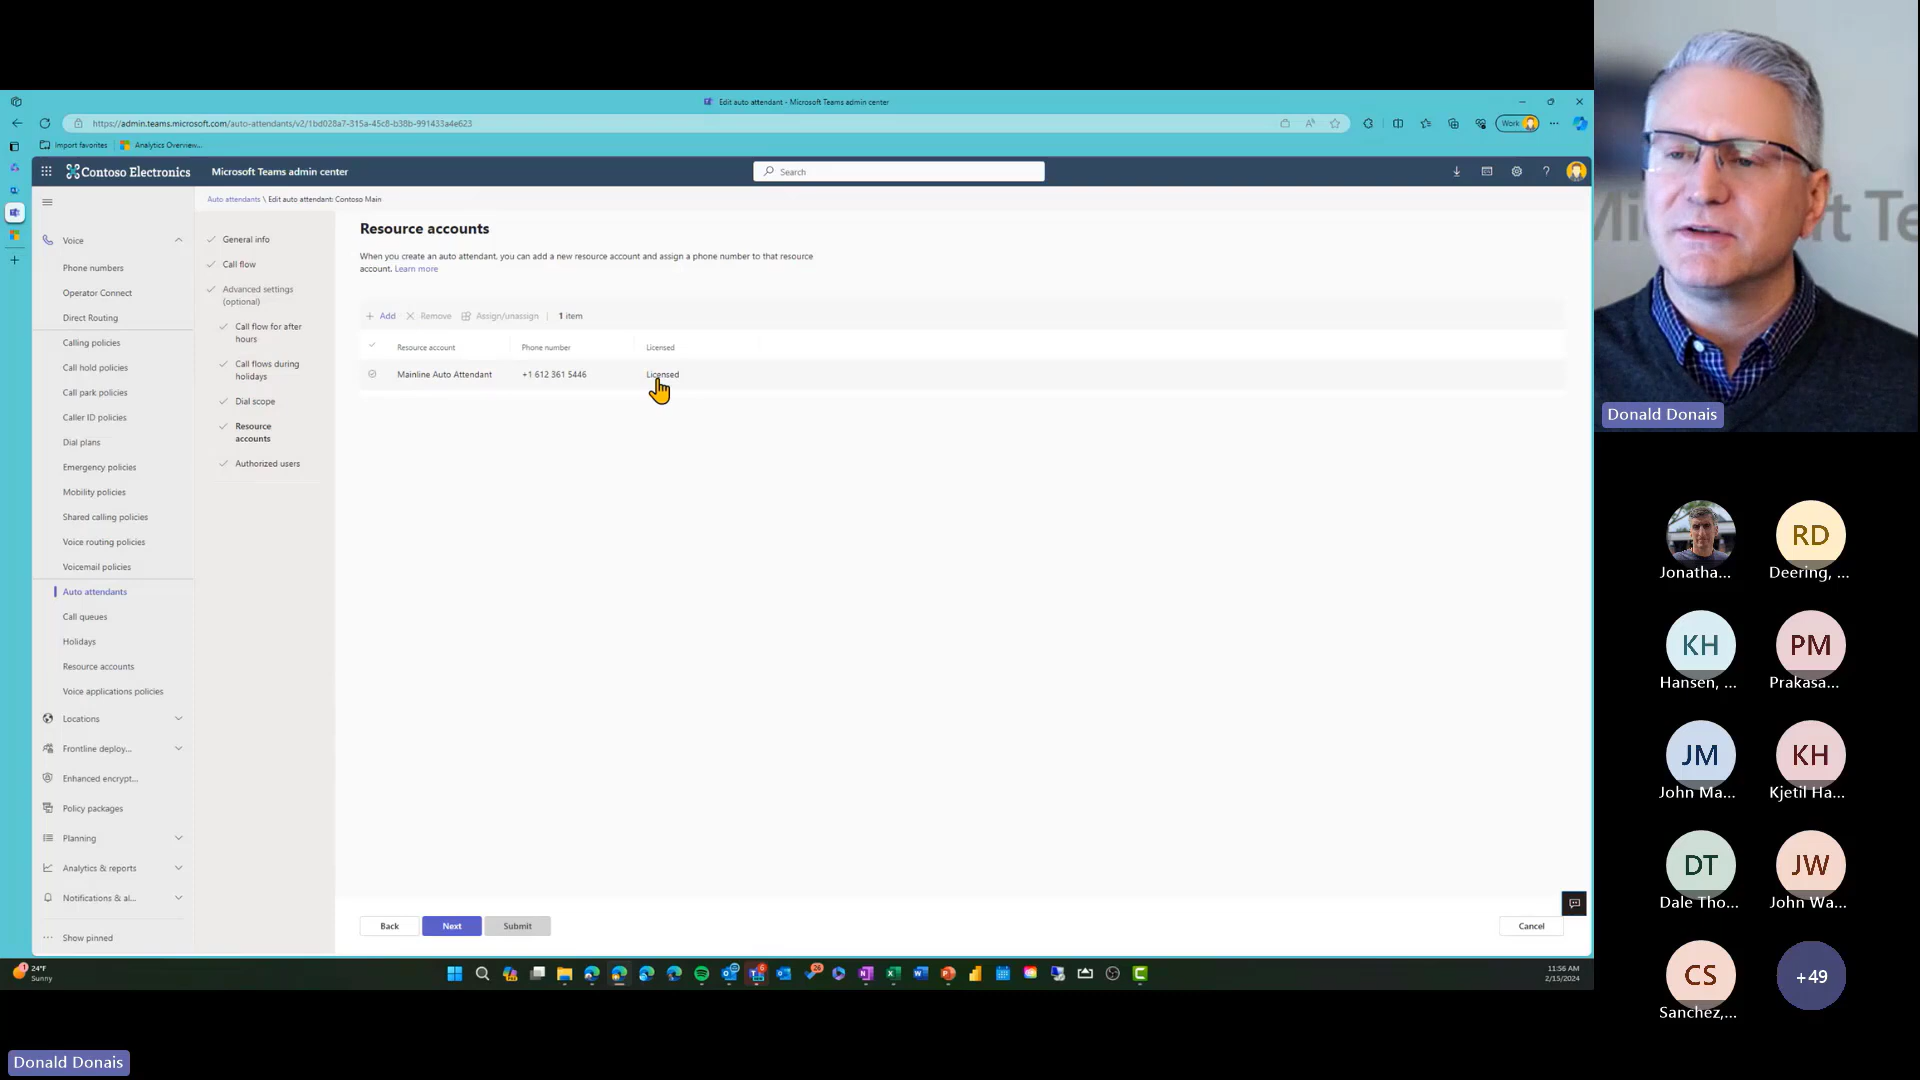 Edit auto attendant - Microsoft Teams admin center
https://admin.teams.microsoft.com/auto-attendants/v2/1bd028a7-315a-45c8-b38b-991433a4e623
Work
Import favorites
Analytics Overview...
Contoso Electronics
Microsoft Teams admin center
Search
Voice
Phone numbers
Operator Connect
Direct Routing
Calling policies
Call hold policies
Call park policies
Caller ID policies
Dial plans
Emergency policies
Mobility policies
Shared calling policies
Voice routing policies
Voicemail policies
Auto attendants
Call queues
Holidays
Resource accounts
Voice applications policies
Locations
Frontline deploy...
Enhanced encrypt...
Policy packages
Planning
Analytics & reports
Notifications & al...
Show pinned
Auto attendants \ Edit auto attendant: Contoso Main
General info
Call flow
Advanced settings
(optional)
Call flow for after
hours
Call flows during
holidays
Dial scope
Resource
accounts
Authorized users
Resource accounts
When you create an auto attendant, you can add a new resource account and assign a phone number to that resource
account. Learn more
+ Add
Remove
Assign/unassign
1 item
Resource account
Phone number
Licensed
Mainline Auto Attendant
+1 612 361 5446
Licensed
Back
Next
Submit
Cancel
24°F
Sunny
11:56 AM
2/15/2024
Donald Donais
Jonatha...
RD
Deering, ...
KH
Hansen, ...
PM
Prakasa...
JM
John Ma...
KH
Kjetil Ha...
DT
Dale Tho...
JW
John Wa...
CS
Sanchez,...
+49
Donald Donais